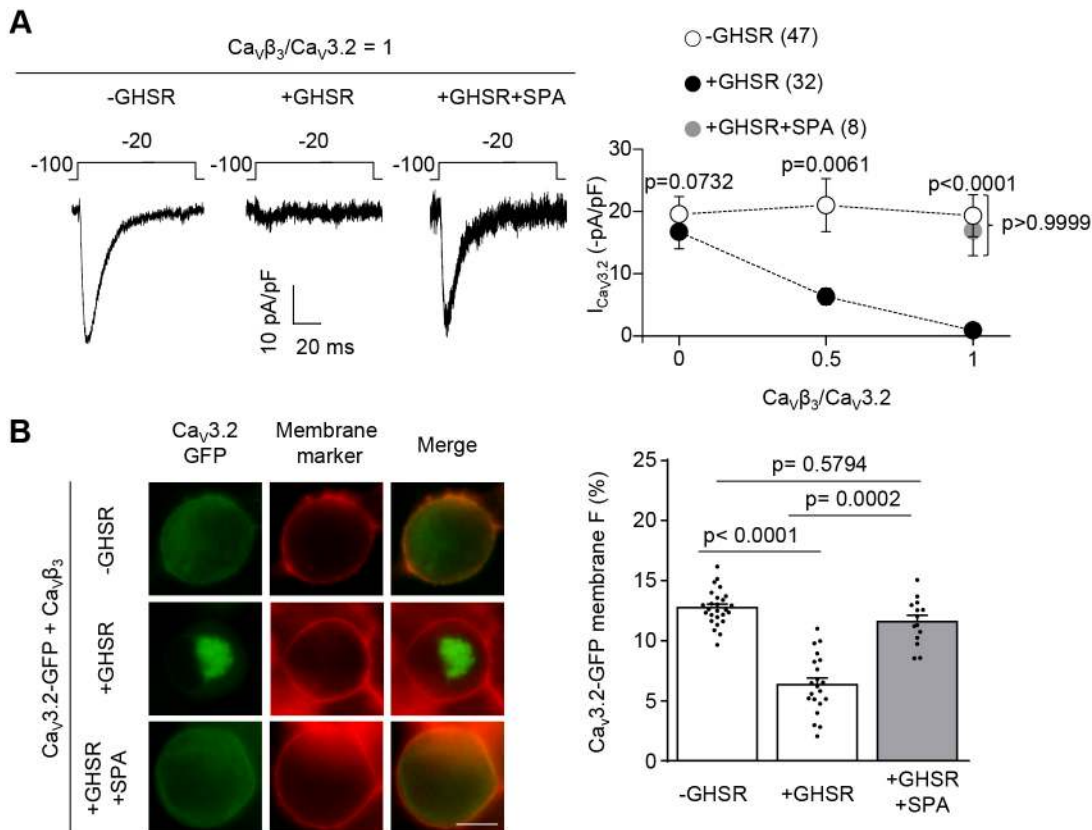 A
CaVβ3/CaV3.2 = 1
-GHSR
+GHSR
+GHSR+SPA
-20
-20
-20
-100
-100
-100
10 pA/pF
20 ms
-GHSR (47)
+GHSR (32)
+GHSR+SPA (8)
ICaV3.2 (-pA/pF)
30
20
10
0
p=0.0732
p=0.0061
p<0.0001
p>0.9999
0
0.5
1
CaVβ3/CaV3.2
B
CaV3.2
GFP
Membrane
marker
Merge
CaV3.2-GFP + CaVβ3
-GHSR
+GHSR
+GHSR
+SPA
CaV3.2-GFP membrane F (%)
25
20
15
10
5
0
p= 0.5794
p= 0.0002
p< 0.0001
-GHSR
+GHSR
+GHSR
+SPA